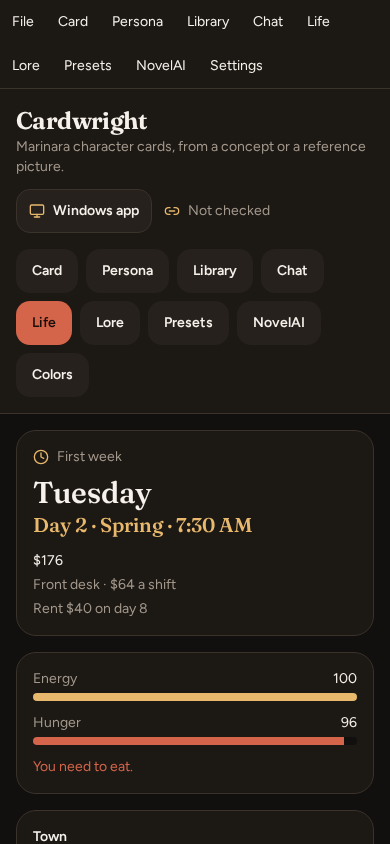 File Card Persona Library Chat Life
Lore Presets NovelAI Settings
Cardwright
Marinara character cards, from a concept or a reference
picture.
Windows app Not checked
Card Persona Library Chat
Life Lore Presets NovelAI
Colors
First week
Tuesday
Day 2 · Spring · 7:30 AM
$176
Front desk · $64 a shift
Rent $40 on day 8
Energy 100
Hunger 96
You need to eat.
Town